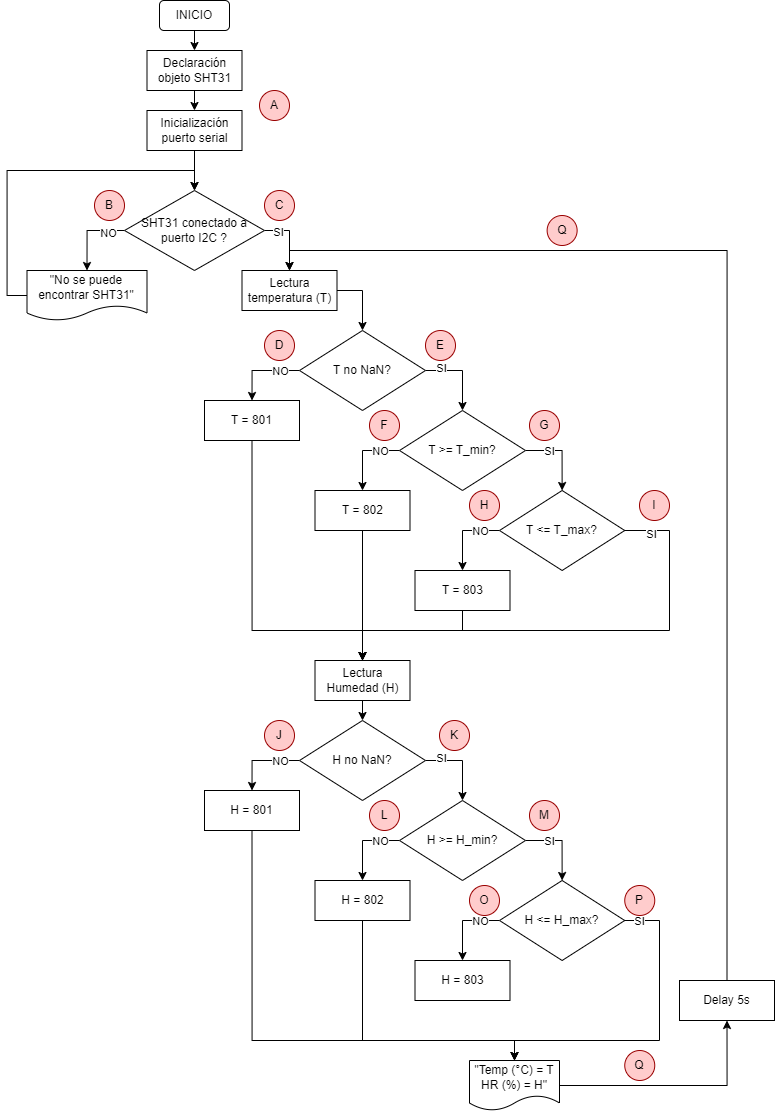 INICIO
Declaración
objeto SHT31
A
Inicialización
puerto serial
B
C
SHT31 conectado a
puerto I2C ?
NO
SI
Q
"No se puede
encontrar SHT31"
Lectura
temperatura (T)
D
E
T no NaN?
NO
SI
T = 801
F
G
T >= T_min?
NO
SI
T = 802
H
I
T <= T_max?
NO
SI
T = 803
Lectura
Humedad (H)
J
K
H no NaN?
NO
SI
H = 801
L
M
H >= H_min?
NO
SI
H = 802
O
P
H <= H_max?
NO
SI
H = 803
Delay 5s
"Temp (°C) = T
HR (%) = H"
Q